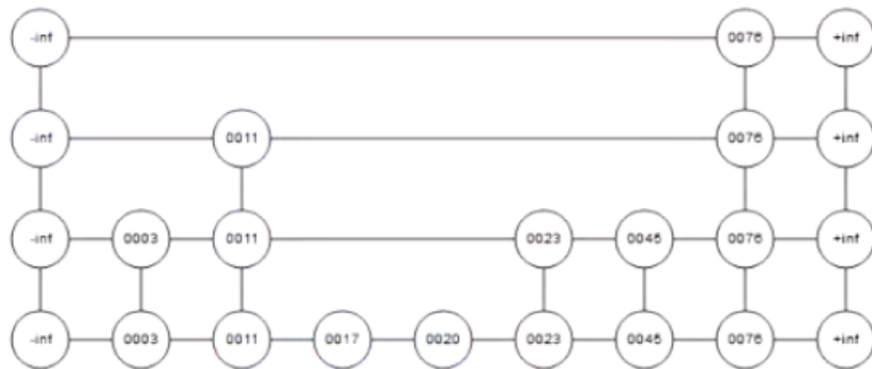 -inf 0076 +inf
-inf 0011 0076 +inf
-inf 0003 0011 0023 0045 0076 +inf
-inf 0003 0011 0017 0020 0023 0045 0076 +inf